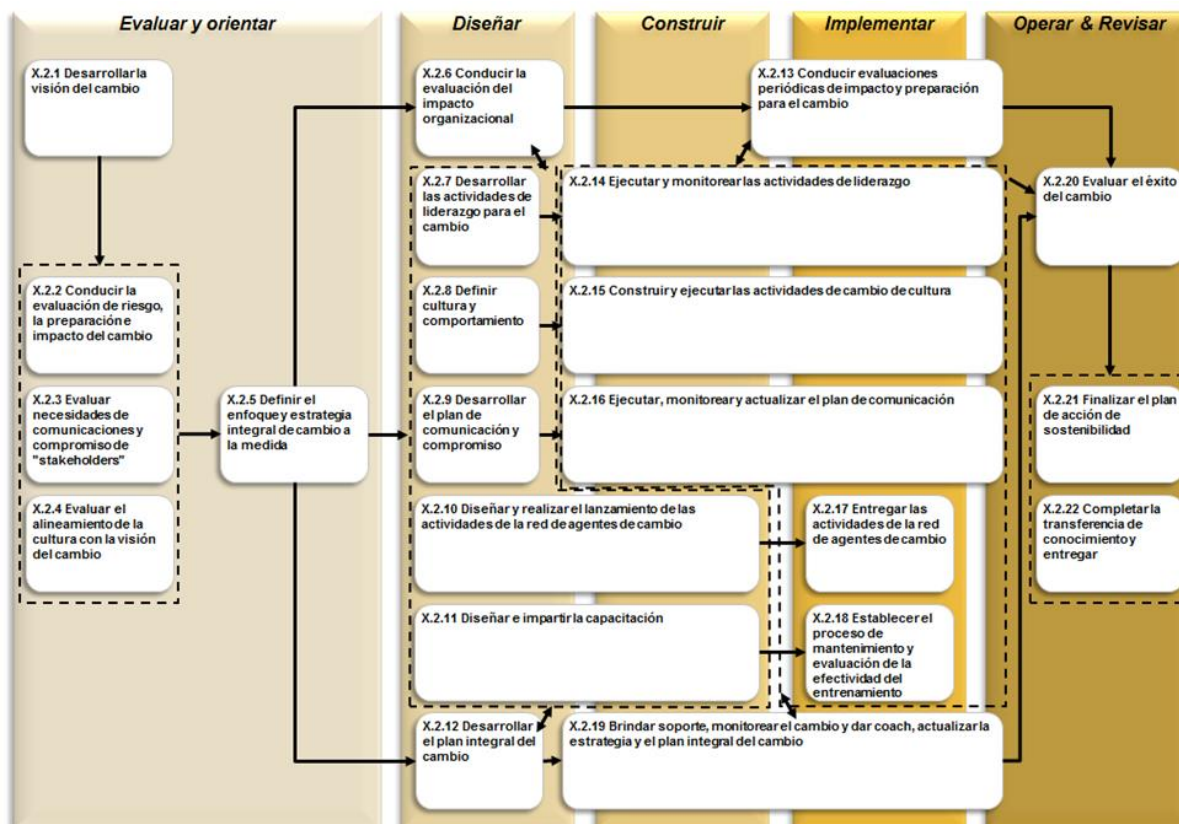 Evaluar y orientar
Diseñar
Construir
Implementar
Operar & Revisar
X.2.1 Desarrollar la
visión del cambio
X.2.2 Conducir la
evaluación de riesgo,
la preparación e
impacto del cambio
X.2.3 Evaluar
necesidades de
comunicaciones y
compromiso de
"stakeholders"
X.2.4 Evaluar el
alineamiento de la
cultura con la visión
del cambio
X.2.5 Definir el
enfoque y estrategia
integral de cambio a
la medida
X.2.6 Conducir la
evaluación del
impacto
organizacional
X.2.7 Desarrollar
las actividades de
liderazgo para el
cambio
X.2.8 Definir
cultura y
comportamiento
X.2.9 Desarrollar
el plan de
comunicación y
compromiso
X.2.10 Diseñar y realizar el lanzamiento de las
actividades de la red de agentes de cambio
X.2.11 Diseñar e impartir la capacitación
X.2.12 Desarrollar
el plan integral del
cambio
X.2.13 Conducir evaluaciones
periódicas de impacto y preparación
para el cambio
X.2.14 Ejecutar y monitorear las actividades de liderazgo
X.2.15 Construir y ejecutar las actividades de cambio de cultura
X.2.16 Ejecutar, monitorear y actualizar el plan de comunicación
X.2.17 Entregar las
actividades de la red
de agentes de cambio
X.2.18 Establecer el
proceso de
mantenimiento y
evaluación de la
efectividad del
entrenamiento
X.2.19 Brindar soporte, monitorear el cambio y dar coach, actualizar la
estrategia y el plan integral del cambio
X.2.20 Evaluar el éxito
del cambio
X.2.21 Finalizar el plan
de acción de
sostenibilidad
X.2.22 Completar la
transferencia de
conocimiento y
entregar